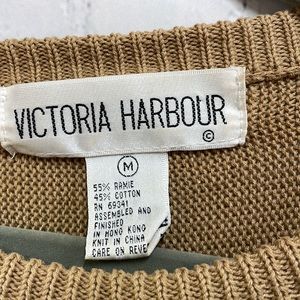 VICTORIA HARBOUR
©
M
55% RAMIE
45% COTTON
RN 69341
ASSEMBLED AND
FINISHED
IN HONG KONG
KNIT IN CHINA
CARE ON REVE